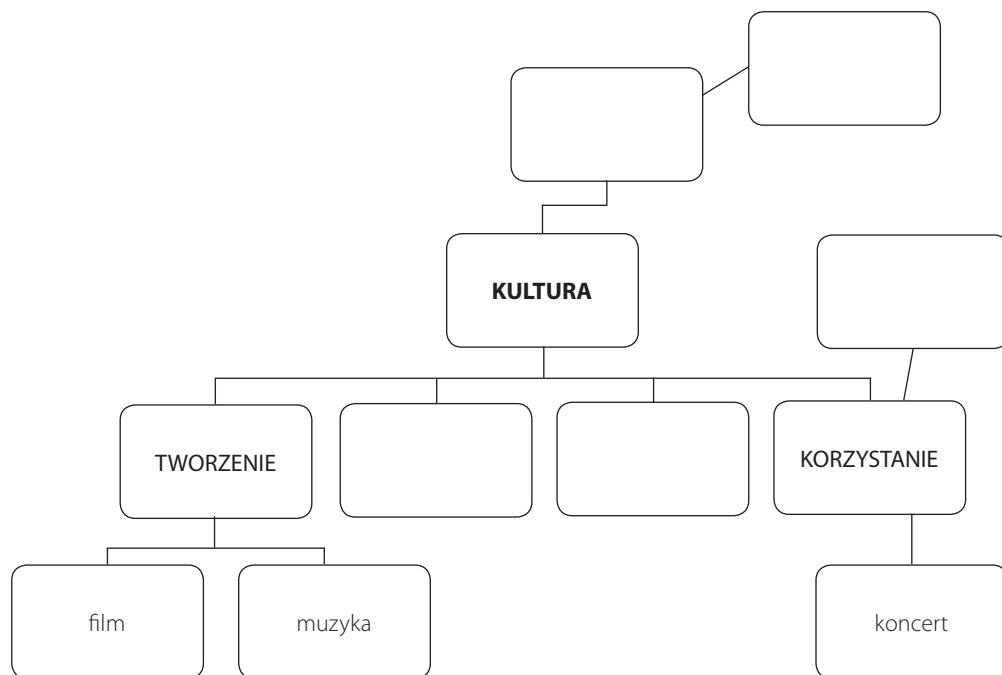 KULTURA
TWORZENIE
KORZYSTANIE
film
muzyka
koncert